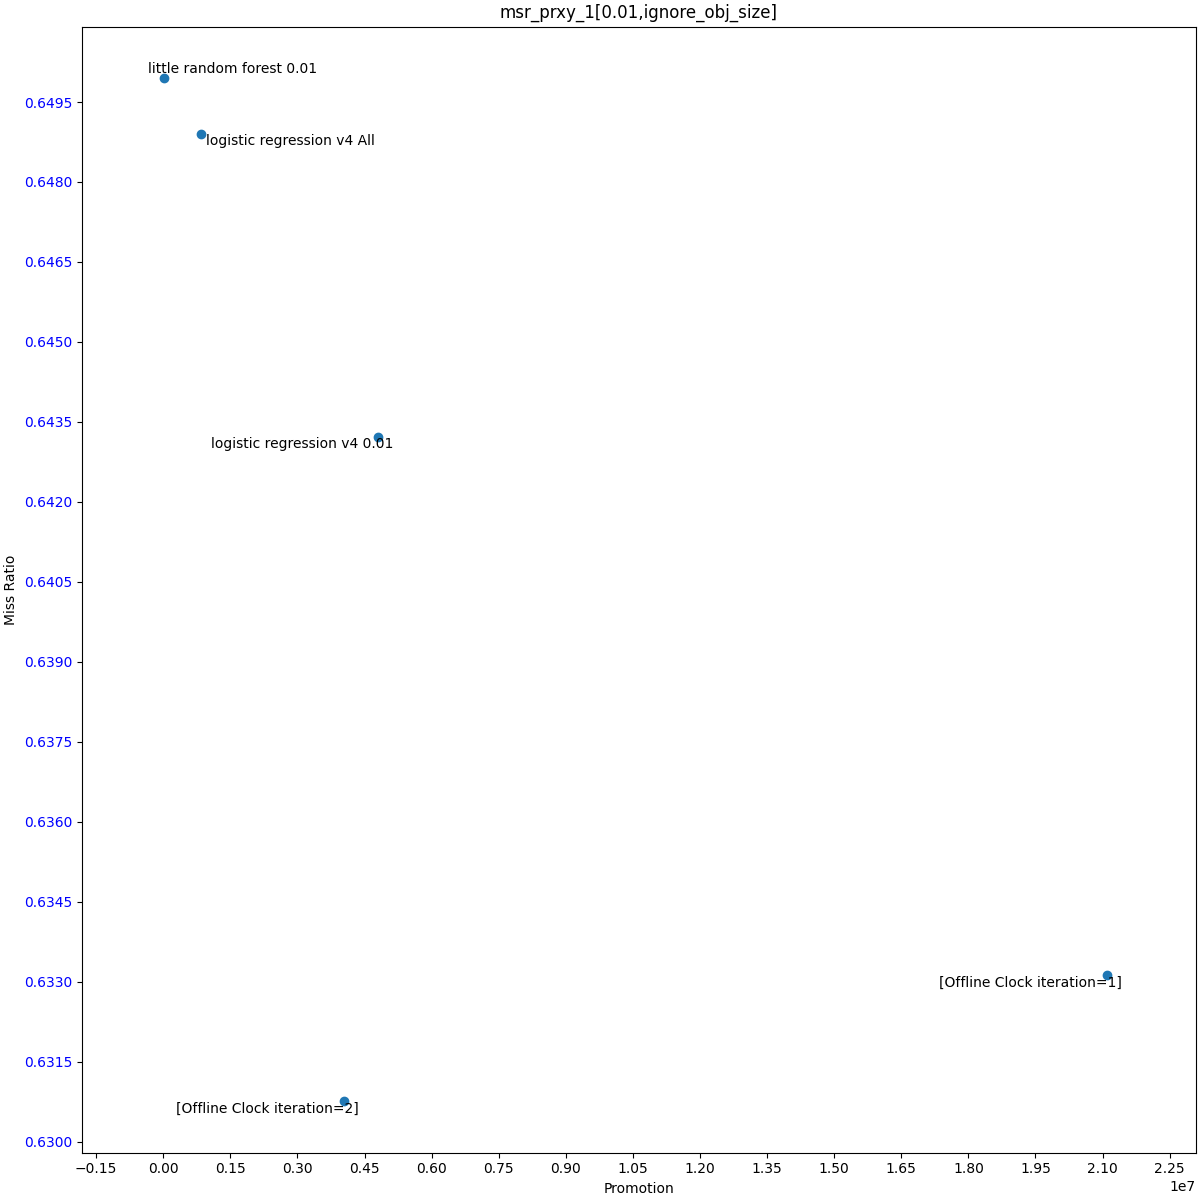 msr_prxy_1[0.01,ignore_obj_size]
little random forest 0.01
0.6495
logistic regression v4 All
0.6480
0.6465
0.6450
0.6435
logistic regression v4 0.01
0.6420
0.6405
Miss Ratio
0.6390
0.6375
0.6360
0.6345
0.6330
[Offline Clock iteration=1]
0.6315
[Offline Clock iteration=2]
0.6300
−0.15 0.00 0.15 0.30 0.45 0.60 0.75 0.90 1.05 1.20 1.35 1.50 1.65 1.80 1.95 2.10 2.25
1e7
Promotion